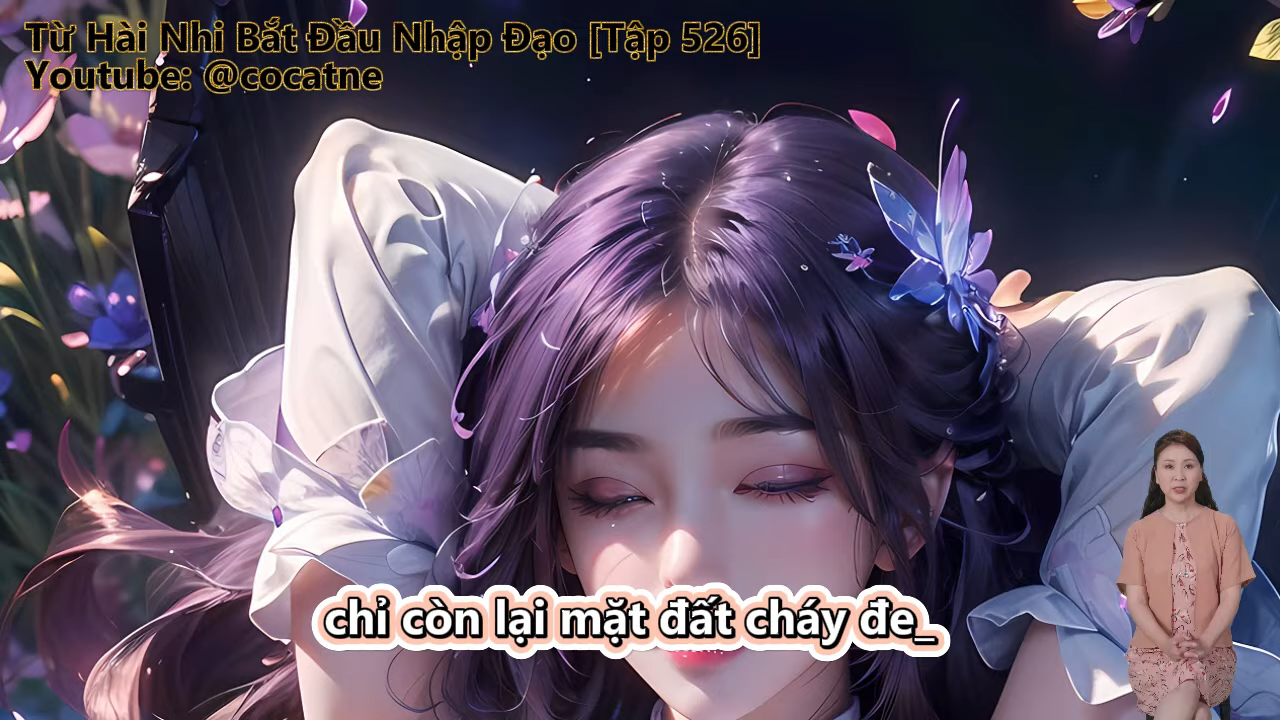 Từ Hài Nhi Bắt Đầu Nhập Đạo [Tập 526]
Youtube: @cocatne
chỉ còn lại mặt đất cháy đe_